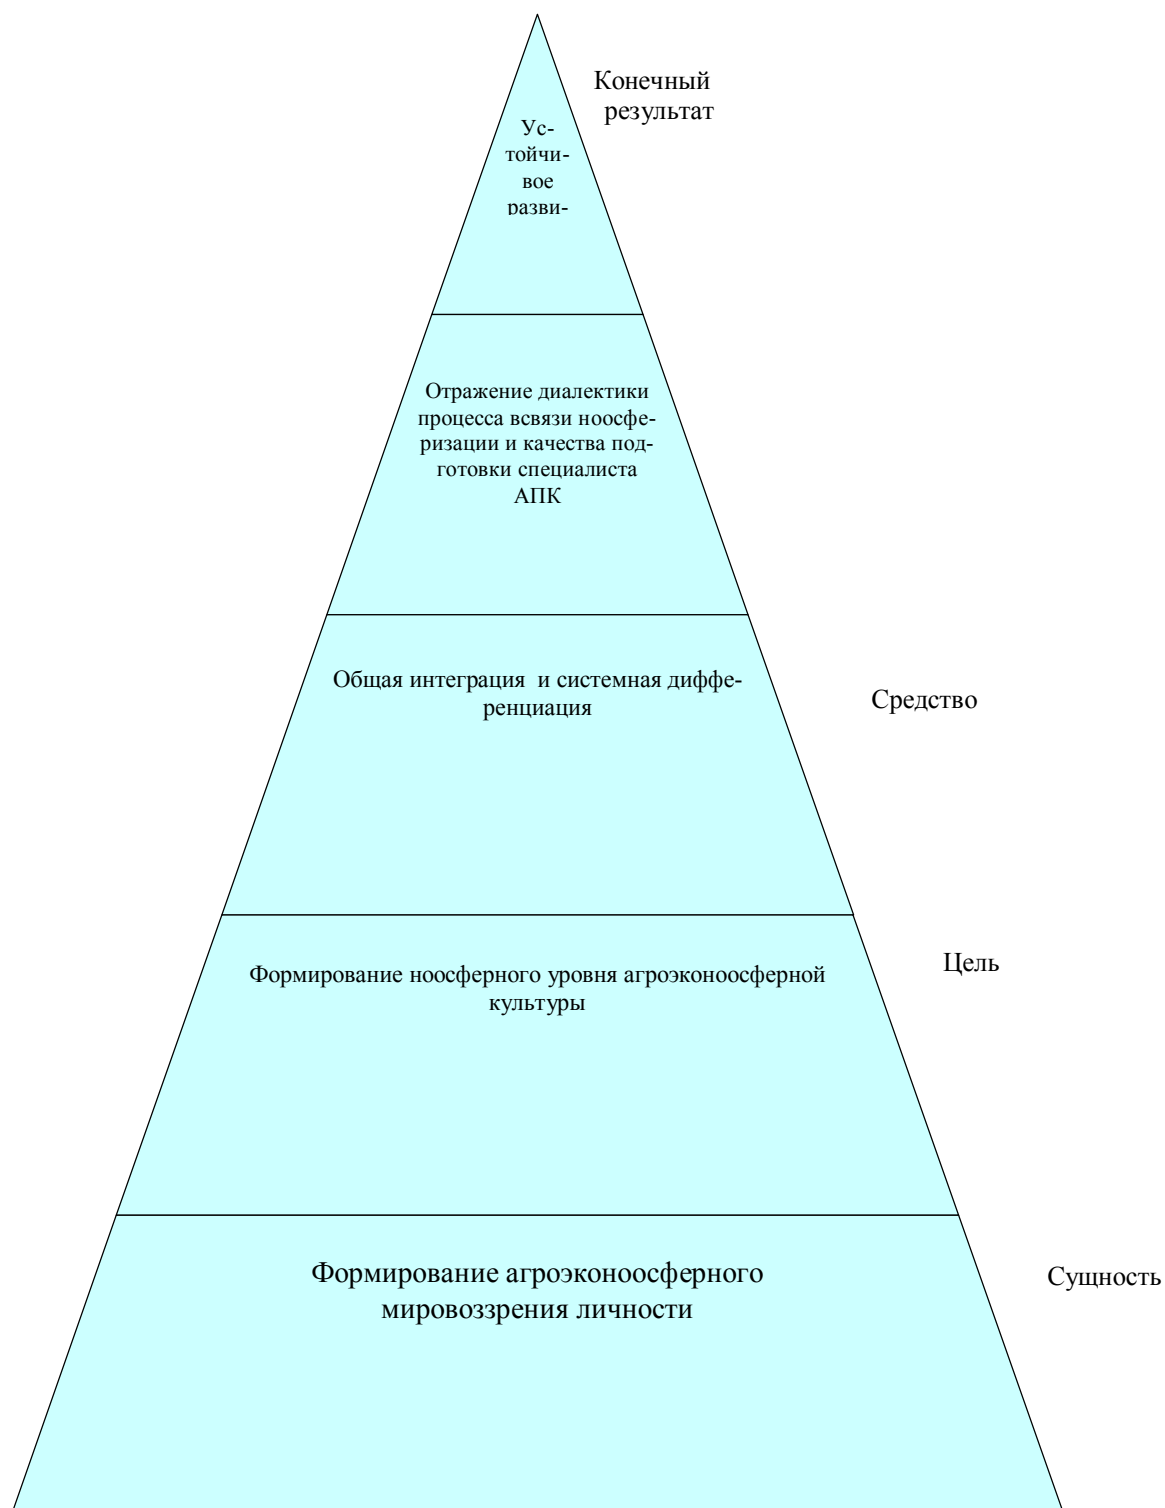 Конечный
результат
Ус-
тойчи-
вое
разви-
Отражение диалектики
процесса всвязи ноосфе-
ризации и качества под-
готовки специалиста
АПК
Общая интеграция и системная диффе-
ренциация
Средство
Формирование ноосферного уровня агроэконоосферной
культуры
Цель
Формирование агроэконоосферного
мировоззрения личности
Сущность